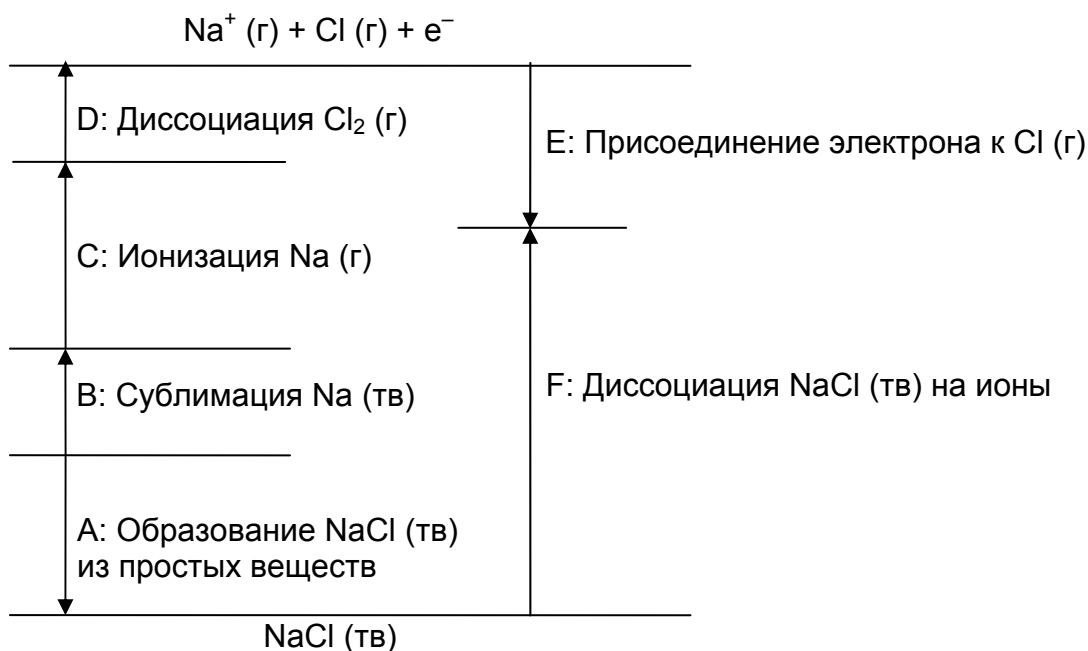 Na⁺ (г) + Cl (г) + e⁻
D: Диссоциация Cl₂ (г)
E: Присоединение электрона к Cl (г)
C: Ионизация Na (г)
B: Сублимация Na (тв)
F: Диссоциация NaCl (тв) на ионы
A: Образование NaCl (тв)
из простых веществ
NaCl (тв)